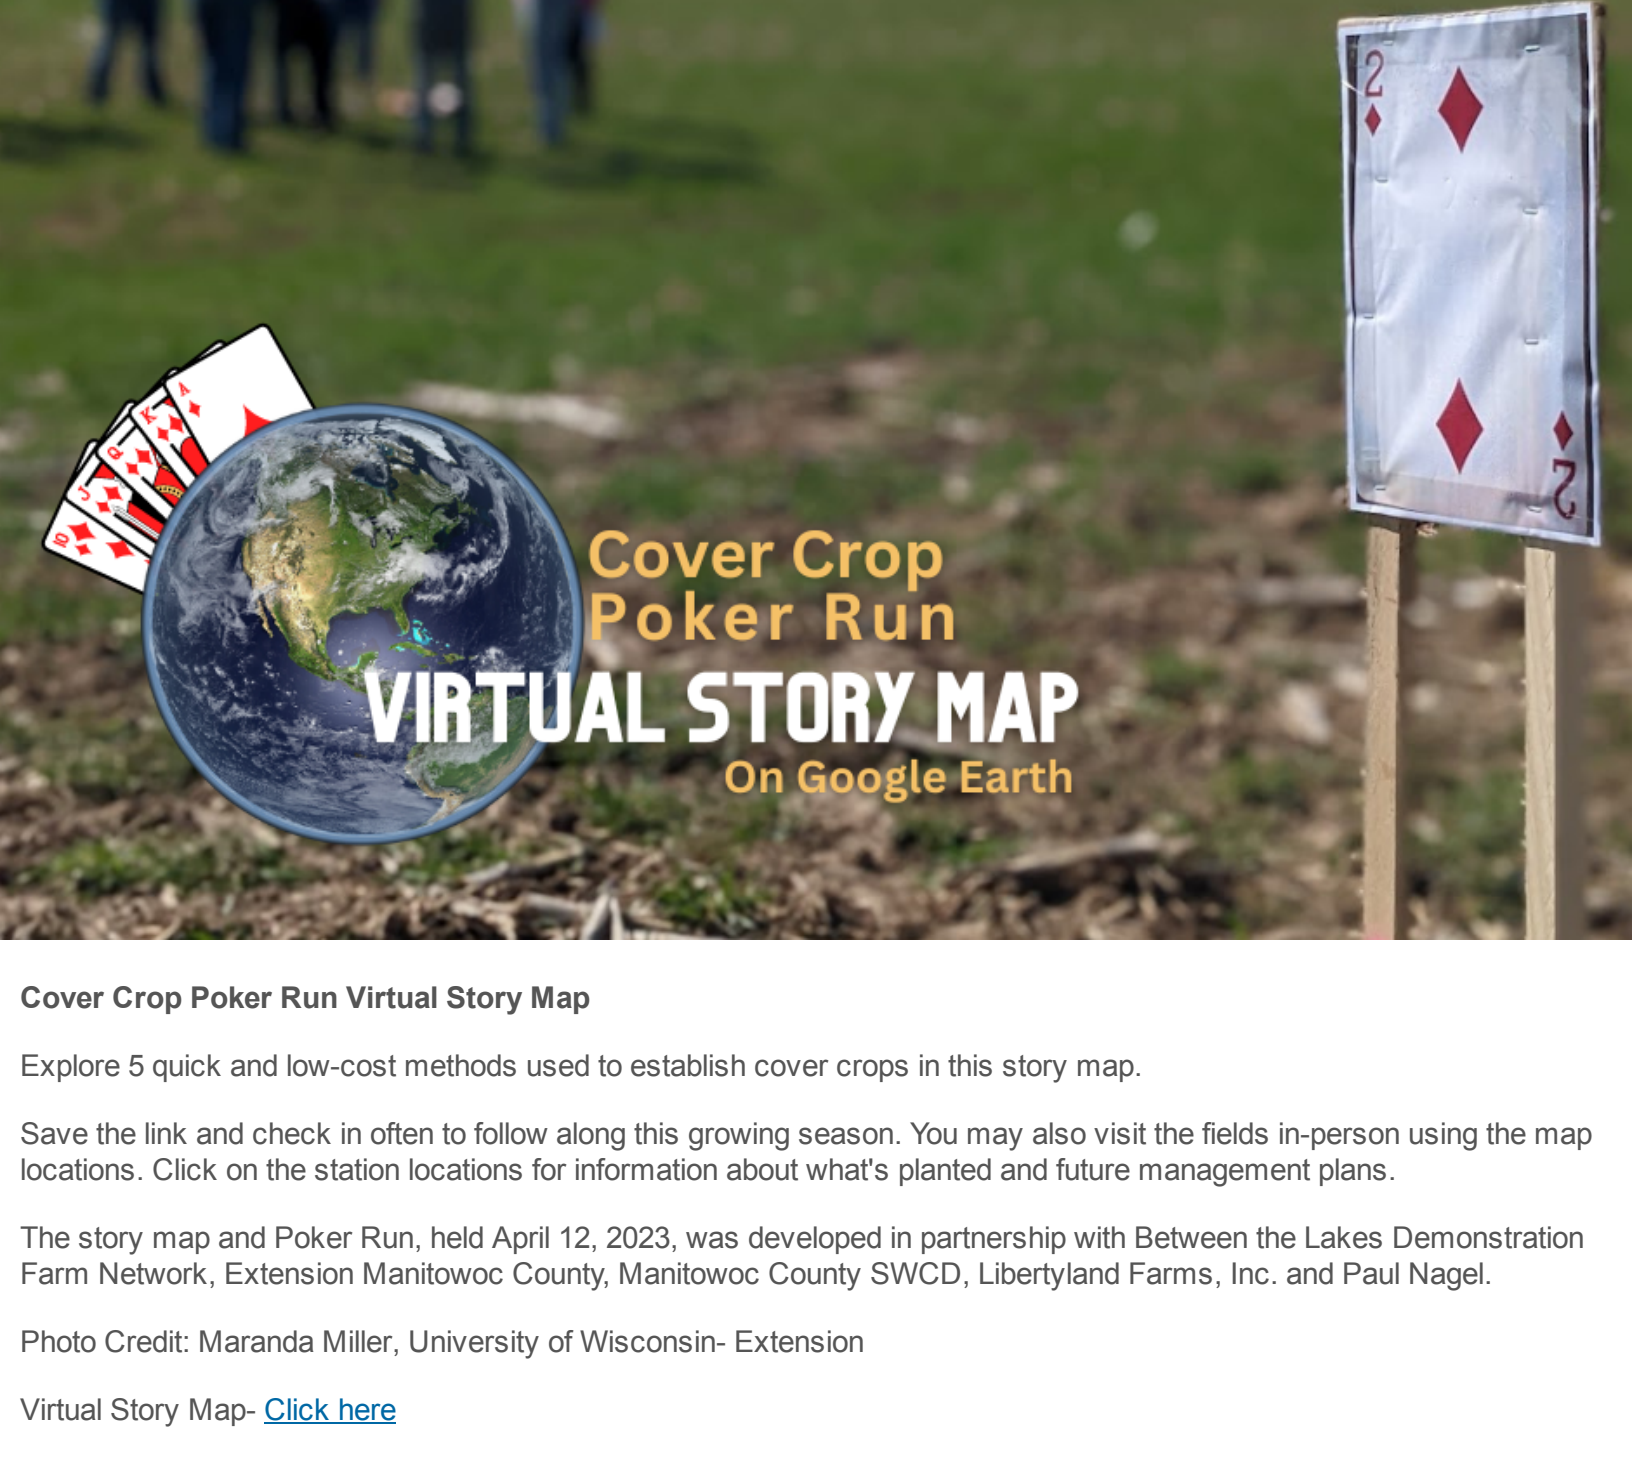 2
2
A
K
Q
J
10
Cover Crop
Poker Run
VIRTUAL STORY MAP
On Google Earth
Cover Crop Poker Run Virtual Story Map
Explore 5 quick and low-cost methods used to establish cover crops in this story map.
Save the link and check in often to follow along this growing season. You may also visit the fields in-person using the map
locations. Click on the station locations for information about what's planted and future management plans.
The story map and Poker Run, held April 12, 2023, was developed in partnership with Between the Lakes Demonstration
Farm Network, Extension Manitowoc County, Manitowoc County SWCD, Libertyland Farms, Inc. and Paul Nagel.
Photo Credit: Maranda Miller, University of Wisconsin- Extension
Virtual Story Map- Click here